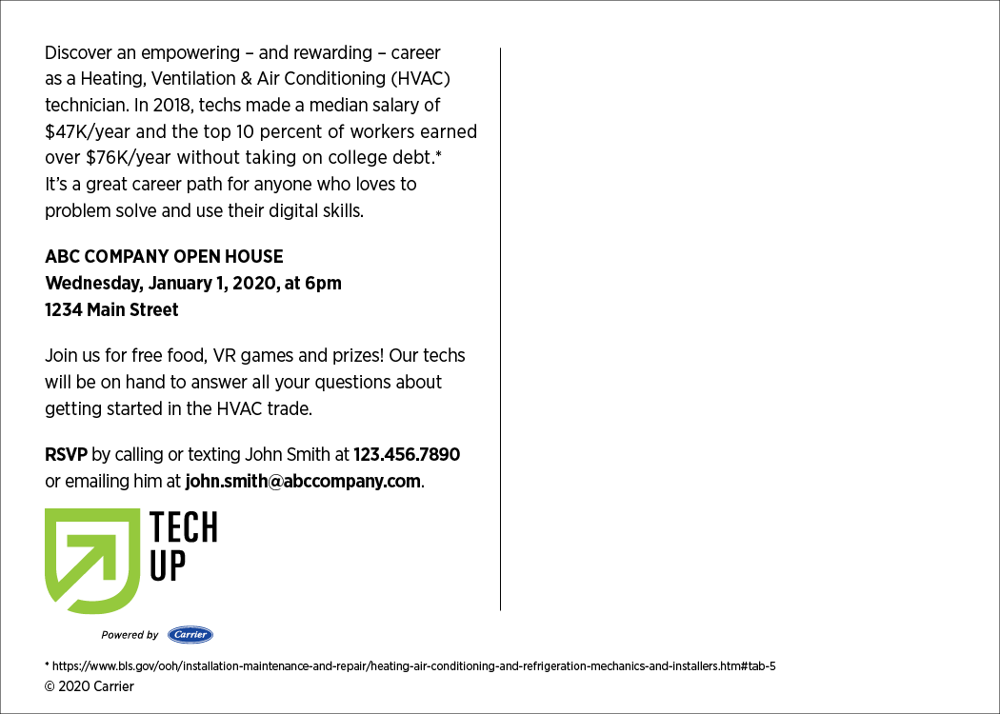 Discover an empowering – and rewarding – career
as a Heating, Ventilation & Air Conditioning (HVAC)
technician. In 2018, techs made a median salary of
$47K/year and the top 10 percent of workers earned
over $76K/year without taking on college debt.*
It’s a great career path for anyone who loves to
problem solve and use their digital skills.
ABC COMPANY OPEN HOUSE
Wednesday, January 1, 2020, at 6pm
1234 Main Street
Join us for free food, VR games and prizes! Our techs
will be on hand to answer all your questions about
getting started in the HVAC trade.
RSVP by calling or texting John Smith at 123.456.7890
or emailing him at john.smith@abccompany.com.
TECH
UP
Powered by Carrier
* https://www.bls.gov/ooh/installation-maintenance-and-repair/heating-air-conditioning-and-refrigeration-mechanics-and-installers.htm#tab-5
© 2020 Carrier